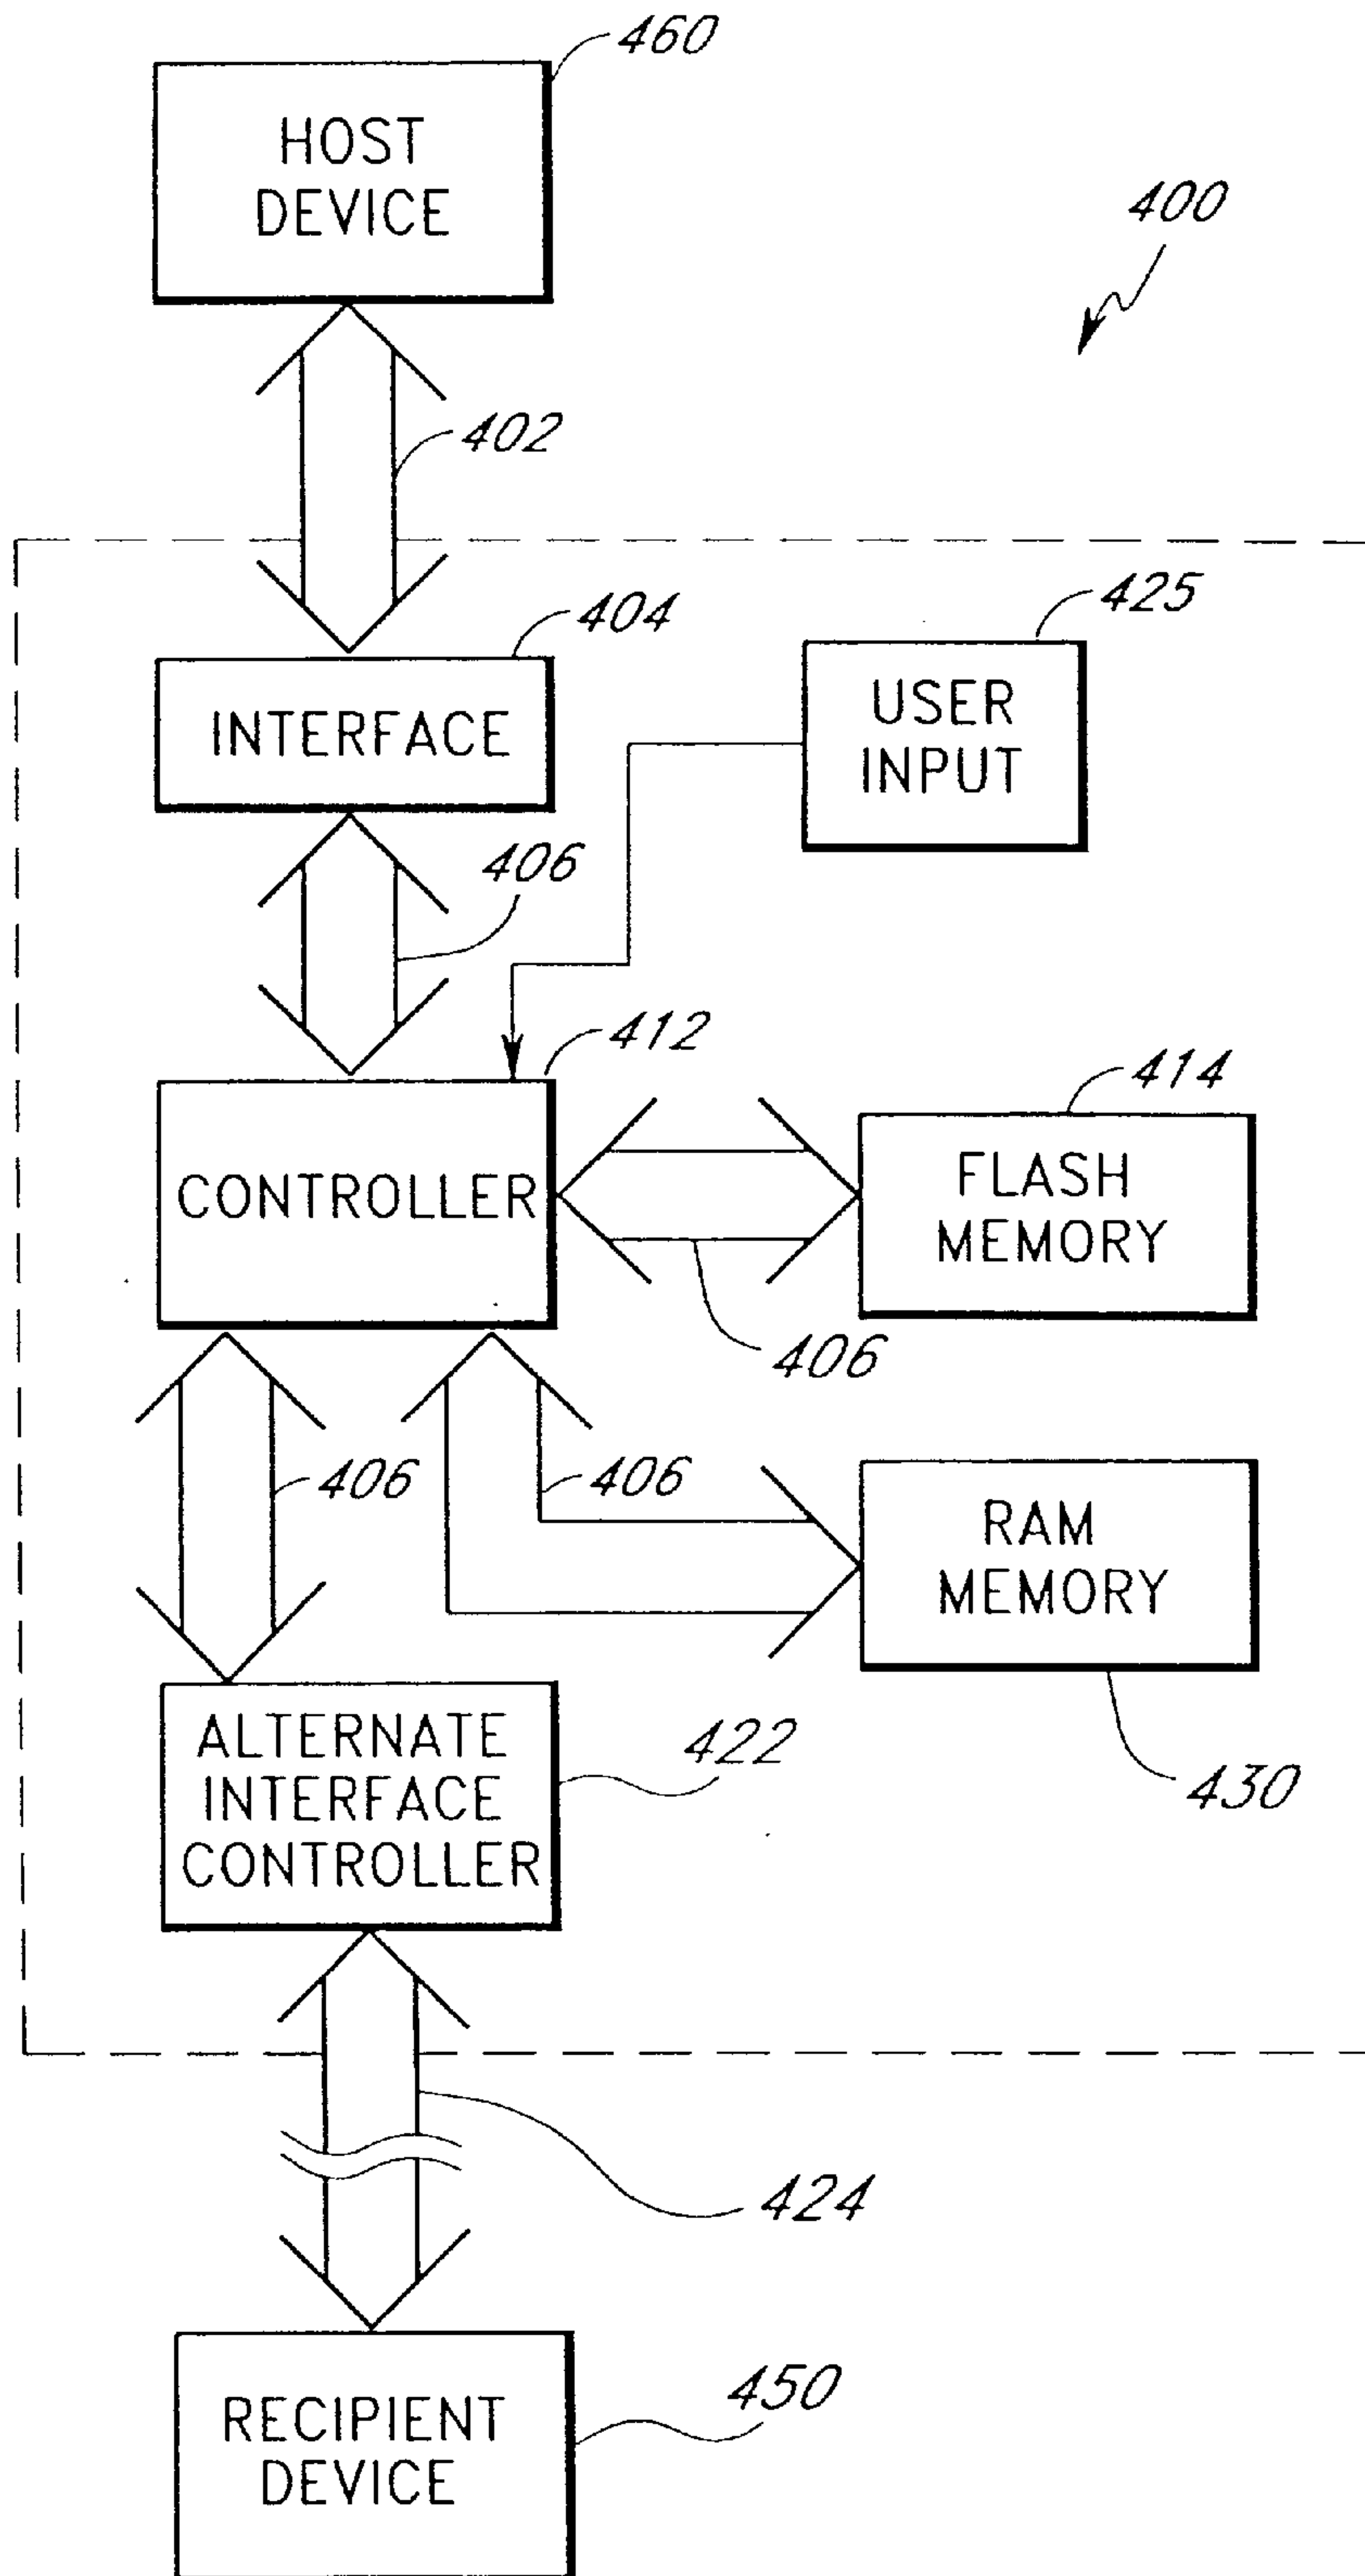 460
HOST
DEVICE
400
402
404
425
INTERFACE
USER
INPUT
406
412
414
CONTROLLER
FLASH
MEMORY
406
406
406
RAM
MEMORY
ALTERNATE
INTERFACE
CONTROLLER
422
430
424
450
RECIPIENT
DEVICE